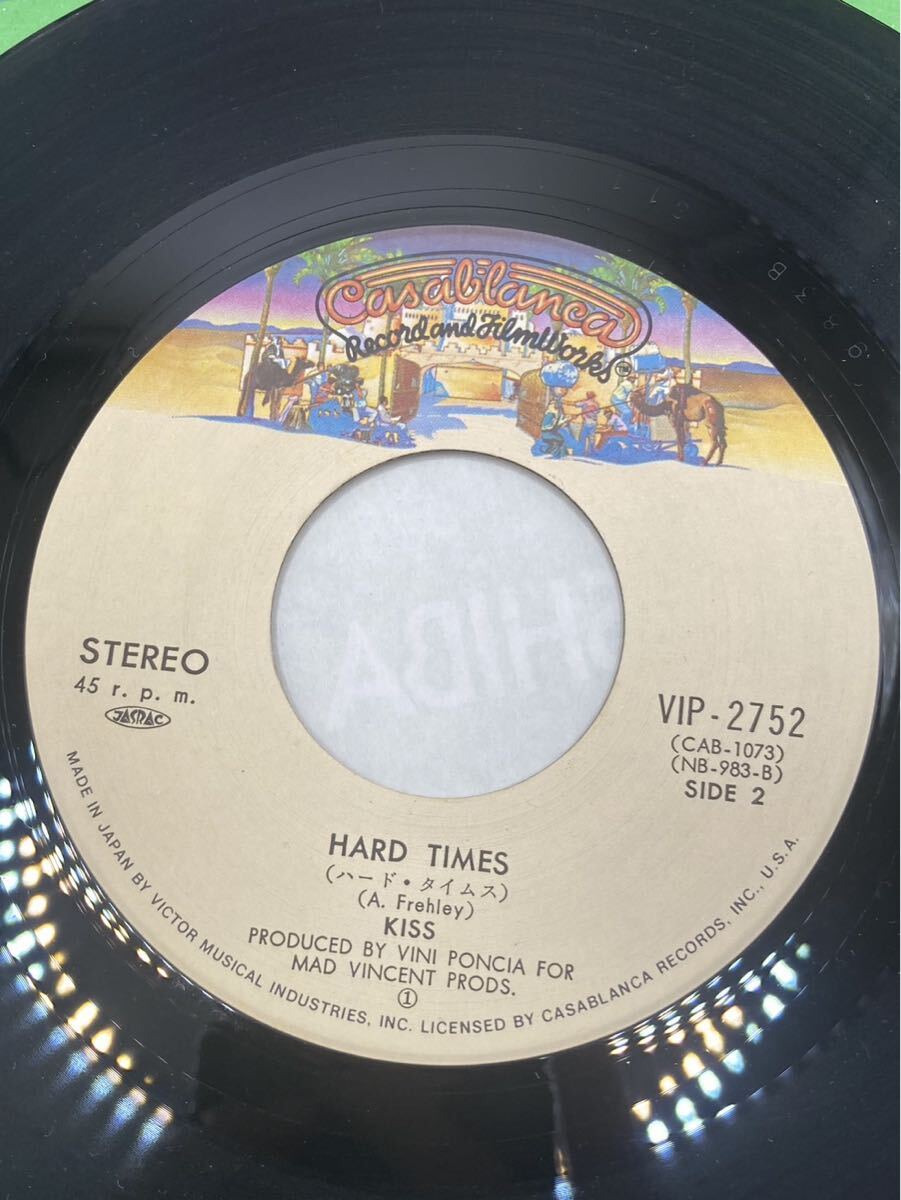 Casablanca
Record and FilmWorks
TM
STEREO
45 r. p. m.
JASRAC
VIP-2752
(CAB-1073)
(NB-983-B)
SIDE 2
HARD TIMES
(ハード・タイムス)
(A. Frehley)
KISS
PRODUCED BY VINI PONCIA FOR
MAD VINCENT PRODS.
①
MADE IN JAPAN BY VICTOR MUSICAL INDUSTRIES, INC. LICENSED BY CASABLANCA RECORDS, INC., U.S.A.
HIBA